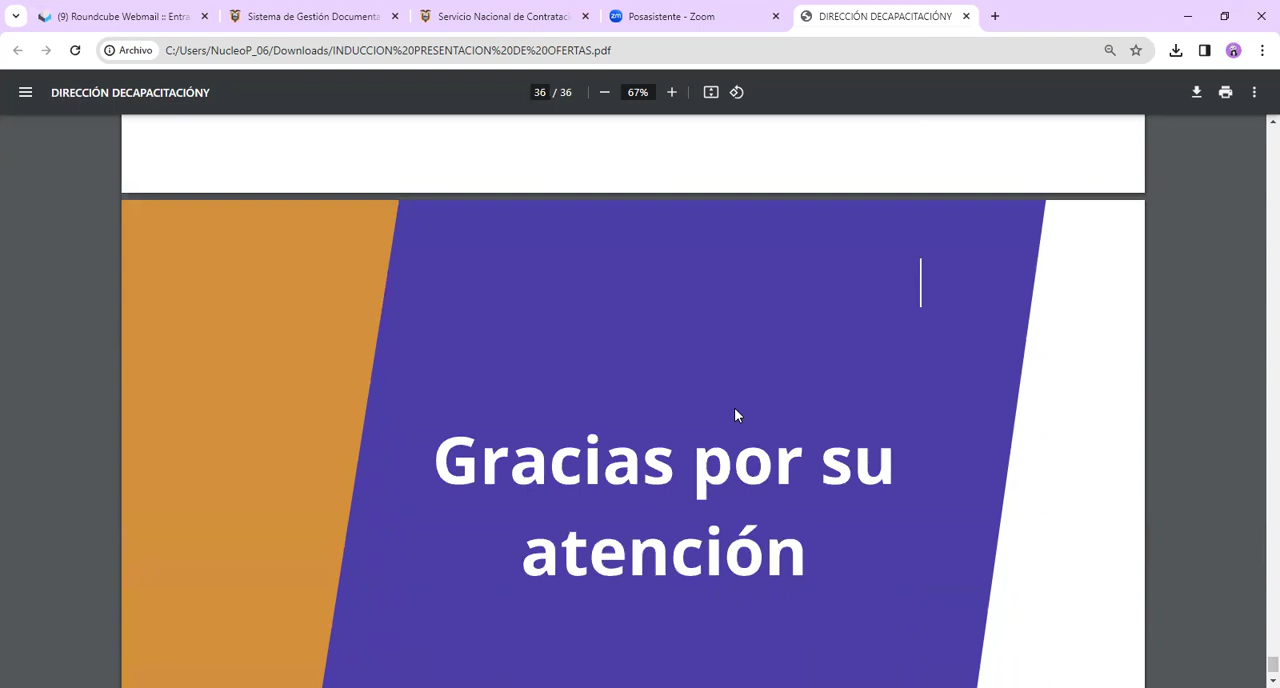 (9) Roundcube Webmail :: Entra
Sistema de Gestión Documenta
Servicio Nacional de Contratac
Posasistente - Zoom
DIRECCIÓN DECAPACITACIÓNY
Archivo
C:/Users/NucleoP_06/Downloads/INDUCCION%20PRESENTACION%20DE%20OFERTAS.pdf
DIRECCIÓN DECAPACITACIÓNY
36 / 36
67%
Gracias por su
atención